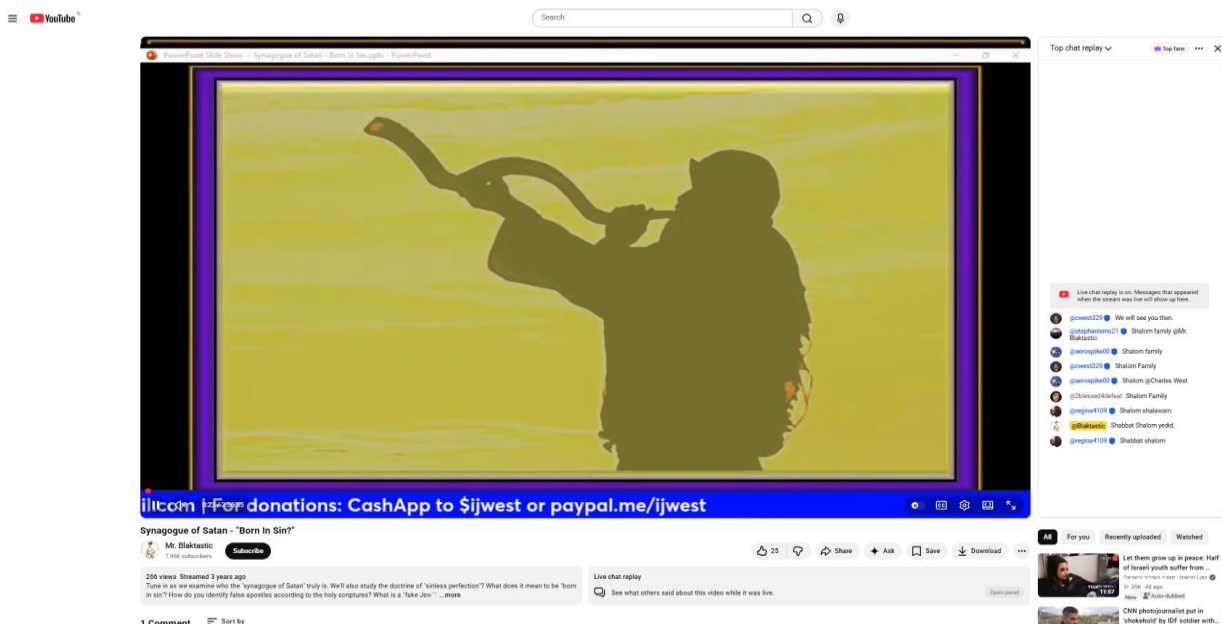 YouTube
Search
PowerPoint Slide Show - Synagogue of Satan - Born In Sin.pptx - PowerPoint
For donations: CashApp to $ijwest or paypal.me/ijwest
Synagogue of Satan - "Born In Sin?"
Mr. Blaktastic
7.96K subscribers
Subscribe
25
Share
Ask
Save
Download
266 views Streamed 3 years ago
Tune in as we examine who the "synagogue of Satan" truly is. We'll also study the doctrine of "sinless perfection"? What does it mean to be "born
in sin"? How do you identify false apostles according to the holy scriptures? What is a "fake Jew"? ...more
Live chat replay
See what others said about this video while it was live.
Open panel
1 Comment
Sort by
Top chat replay
Top fans
Live chat replay is on. Messages that appeared
when the stream was live will show up here.
@cwest329 We will see you then.
@stephaniemc21 Shalom family @Mr.
Blaktastic
@aerospike00 Shalom family
@cwest329 Shalom Family
@aerospike00 Shslom @Charles West
@2blessed4defeat Shalom Family
@regina4109 Shalom shalawam
@Blaktastic Shabbat Shalom yedid.
@regina4109 Shabbat shalom
All
For you
Recently uploaded
Watched
Let them grow up in peace: Half
of Israeli youth suffer from ...
35K 4d ago
New
Auto-dubbed
11:57
CNN photojournalist put in
'chokehold' by IDF soldier with...